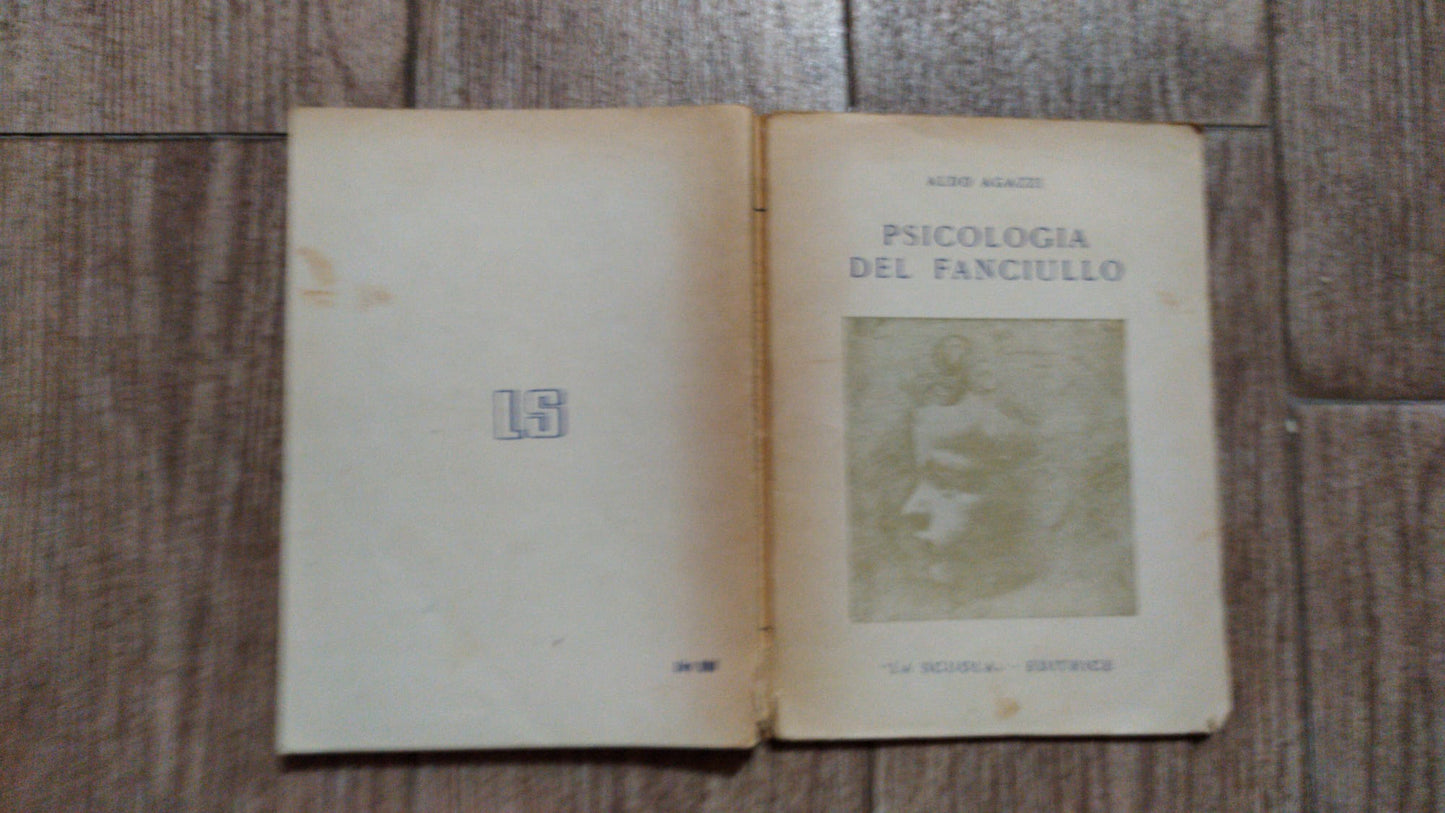 LS
ALDO AGAZZI
PSICOLOGIA
DEL FANCIULLO
"LA SCUOLA" - EDITRICE